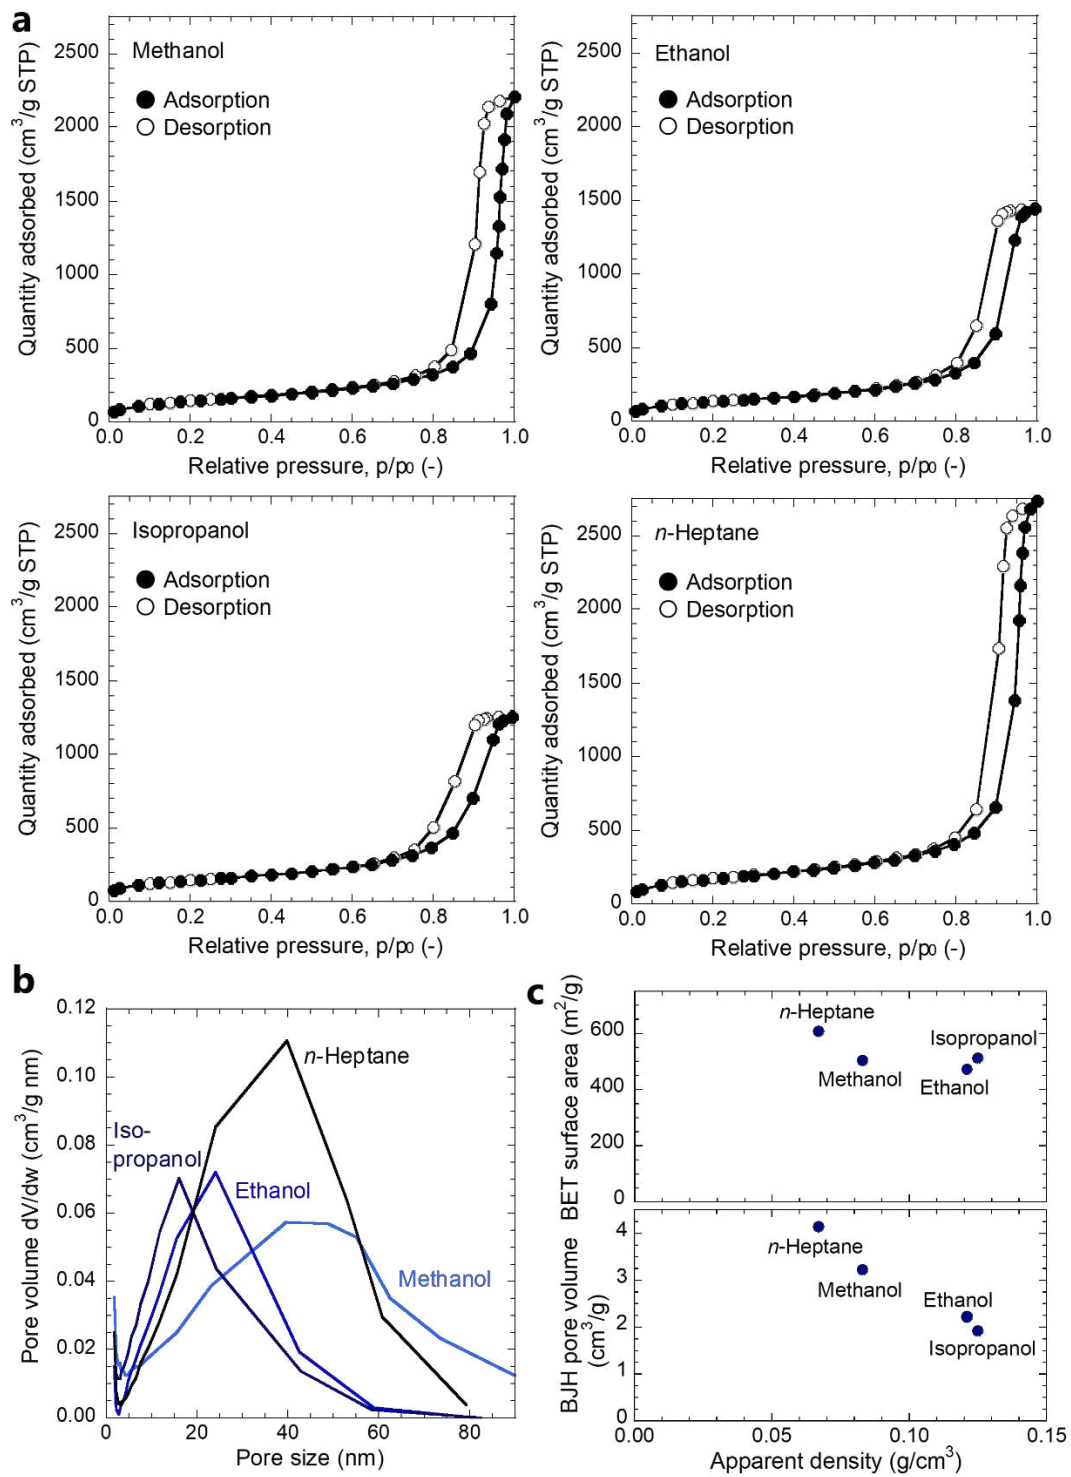 a
Methanol
Adsorption
Desorption
Quantity adsorbed (cm³/g STP)
2500
2000
1500
1000
500
0
0.0 0.2 0.4 0.6 0.8 1.0
Relative pressure, p/p₀ (-)
Ethanol
Adsorption
Desorption
Quantity adsorbed (cm³/g STP)
2500
2000
1500
1000
500
0
0.0 0.2 0.4 0.6 0.8 1.0
Relative pressure, p/p₀ (-)
Isopropanol
Adsorption
Desorption
Quantity adsorbed (cm³/g STP)
2500
2000
1500
1000
500
0
0.0 0.2 0.4 0.6 0.8 1.0
Relative pressure, p/p₀ (-)
n-Heptane
Adsorption
Desorption
Quantity adsorbed (cm³/g STP)
2500
2000
1500
1000
500
0
0.0 0.2 0.4 0.6 0.8 1.0
Relative pressure, p/p₀ (-)
b
Pore volume dV/dw (cm³/g nm)
0.12
0.10
0.08
0.06
0.04
0.02
0.00
n-Heptane
Iso-
propanol
Ethanol
Methanol
0 20 40 60 80
Pore size (nm)
c
BET surface area (m²/g)
600
400
200
0
n-Heptane
Methanol
Isopropanol
Ethanol
BJH pore volume
(cm³/g)
4
3
2
1
0
n-Heptane
Methanol
Ethanol
Isopropanol
0.00 0.05 0.10 0.15
Apparent density (g/cm³)